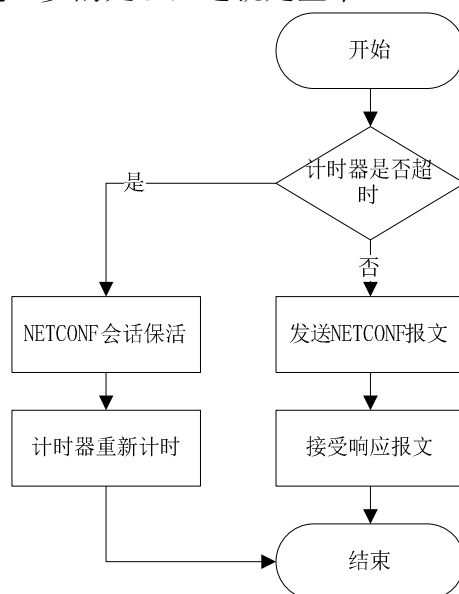 开始
计时器是否超
时
是
否
NETCONF会话保活
发送NETCONF报文
计时器重新计时
接受响应报文
结束